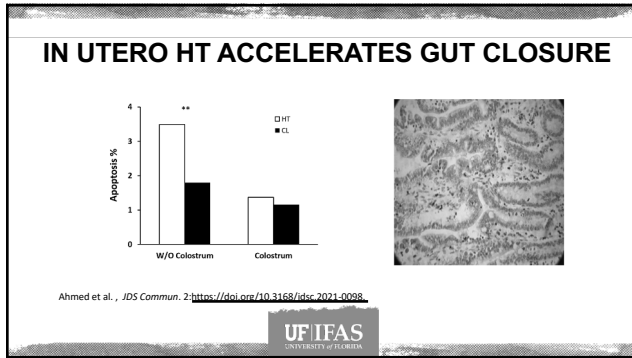 IN UTERO HT ACCELERATES GUT CLOSURE
4
3
2
1
0
Apoptosis %
**
HT
CL
W/O Colostrum
Colostrum
Ahmed et al. , JDS Commun. 2:https://doi.org/10.3168/jdsc.2021-0098.
UF|IFAS
UNIVERSITY of FLORIDA